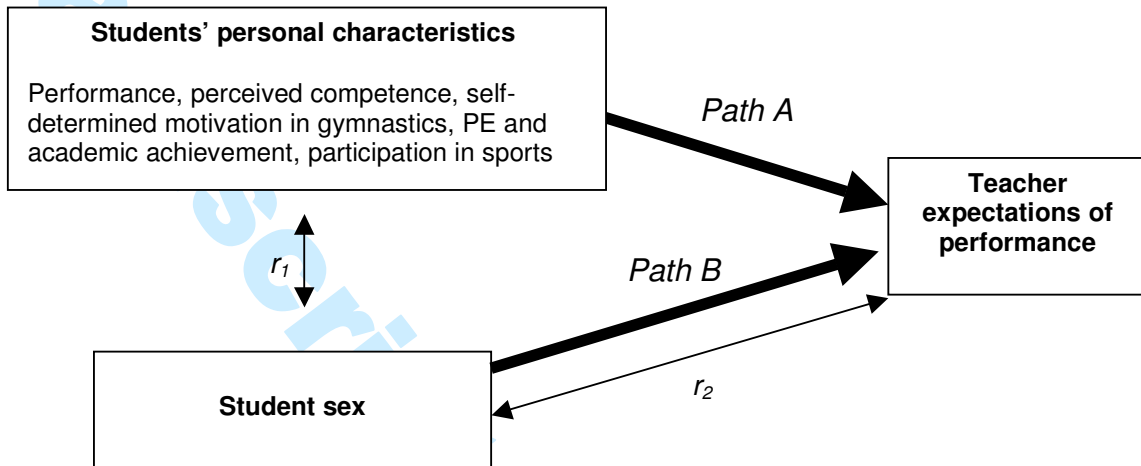 Students’ personal characteristics
Performance, perceived competence, self-
determined motivation in gymnastics, PE and
academic achievement, participation in sports
Path A
Teacher
expectations of
performance
r1
Path B
r2
Student sex